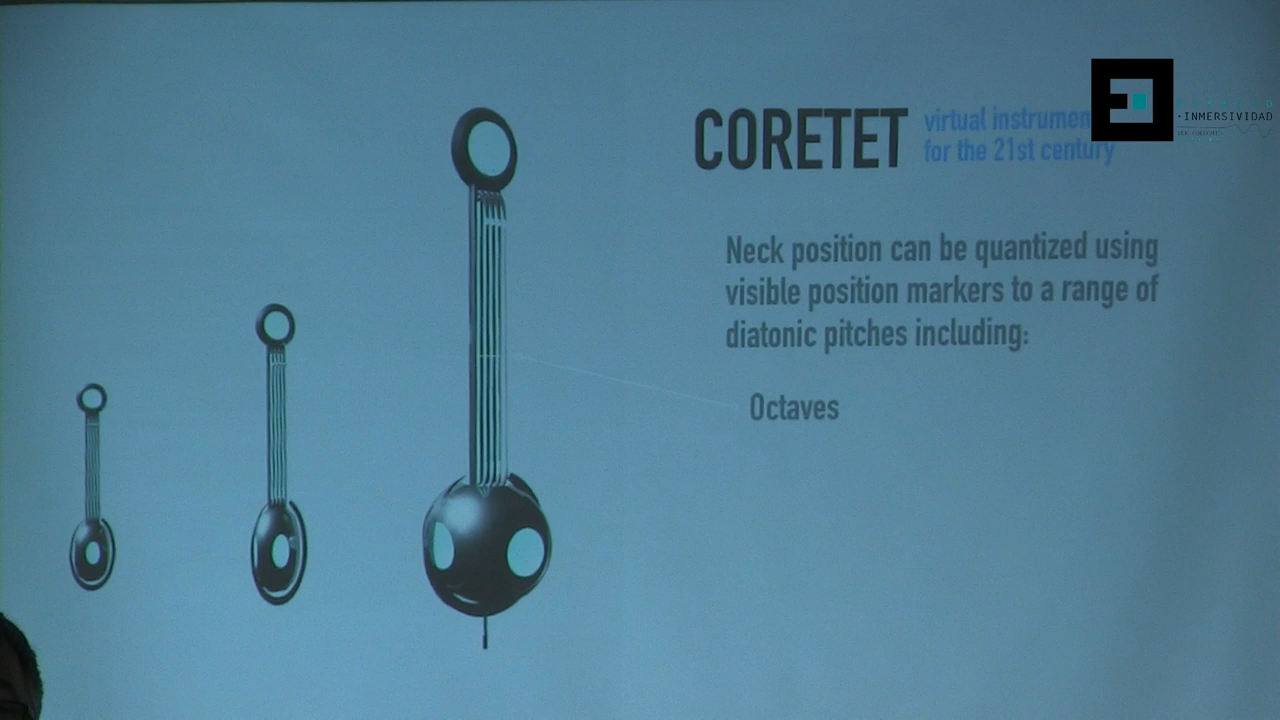 CORETET
virtual instrumen
for the 21st century
·INMERSIVIDAD
Neck position can be quantized using
visible position markers to a range of
diatonic pitches including:
Octaves